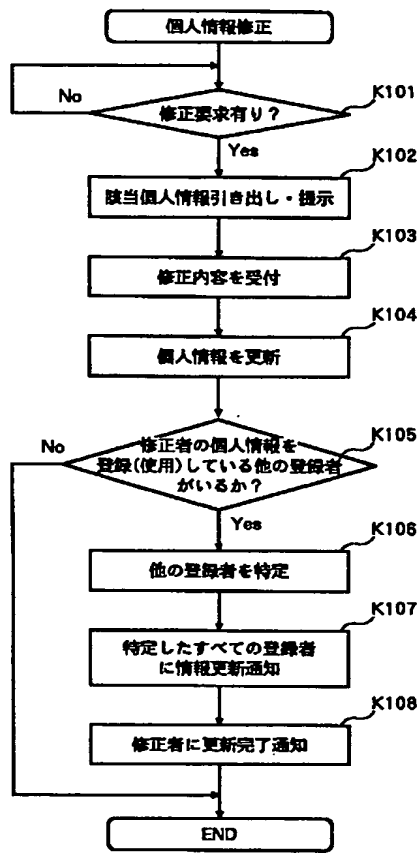 個人情報修正
No
修正要求有り?
K101
Yes
K102
該当個人情報引き出し・提示
K103
修正内容を受付
K104
個人情報を更新
No
修正者の個人情報を
登録(使用)している他の登録者
がいるか?
K105
Yes
K106
他の登録者を特定
K107
特定したすべての登録者
に情報更新通知
K108
修正者に更新完了通知
END